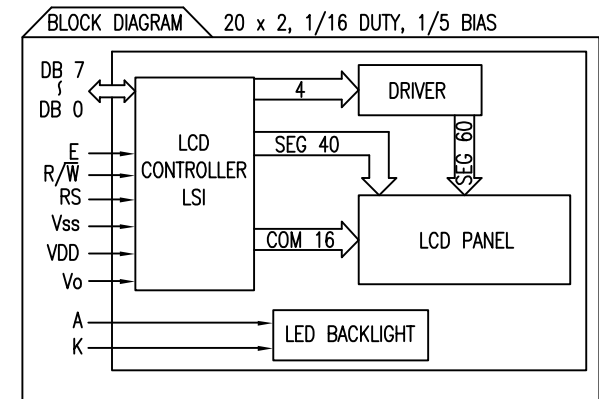 BLOCK DIAGRAM
20 x 2, 1/16 DUTY, 1/5 BIAS
DB 7
~
DB 0
E
R/W̅
RS
Vss
VDD
Vo
A
K
LCD
CONTROLLER
LSI
4
SEG 40
COM 16
DRIVER
SEG 60
LCD PANEL
LED BACKLIGHT